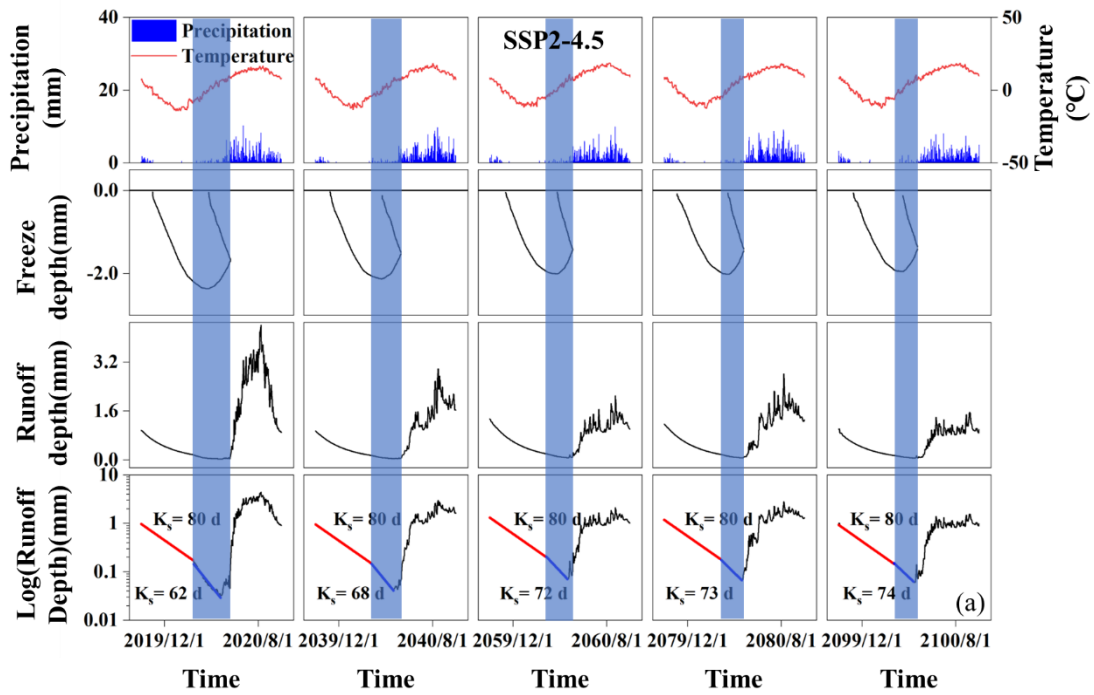 Precipitation
(mm)
40
20
0
Precipitation
Temperature
SSP2-4.5
50
0
-50
Temperature
(°C)
Freeze
depth(mm)
0.0
-2.0
Runoff
depth(mm)
3.2
1.6
0.0
Log(Runoff
Depth)(mm)
10
1
0.1
0.01
Ks= 80 d
Ks= 80 d
Ks= 80 d
Ks= 80 d
Ks= 80 d
Ks= 62 d
Ks= 68 d
Ks= 72 d
Ks= 73 d
Ks= 74 d
(a)
2019/12/1 2020/8/1
2039/12/1 2040/8/1
2059/12/1 2060/8/1
2079/12/1 2080/8/1
2099/12/1 2100/8/1
Time
Time
Time
Time
Time